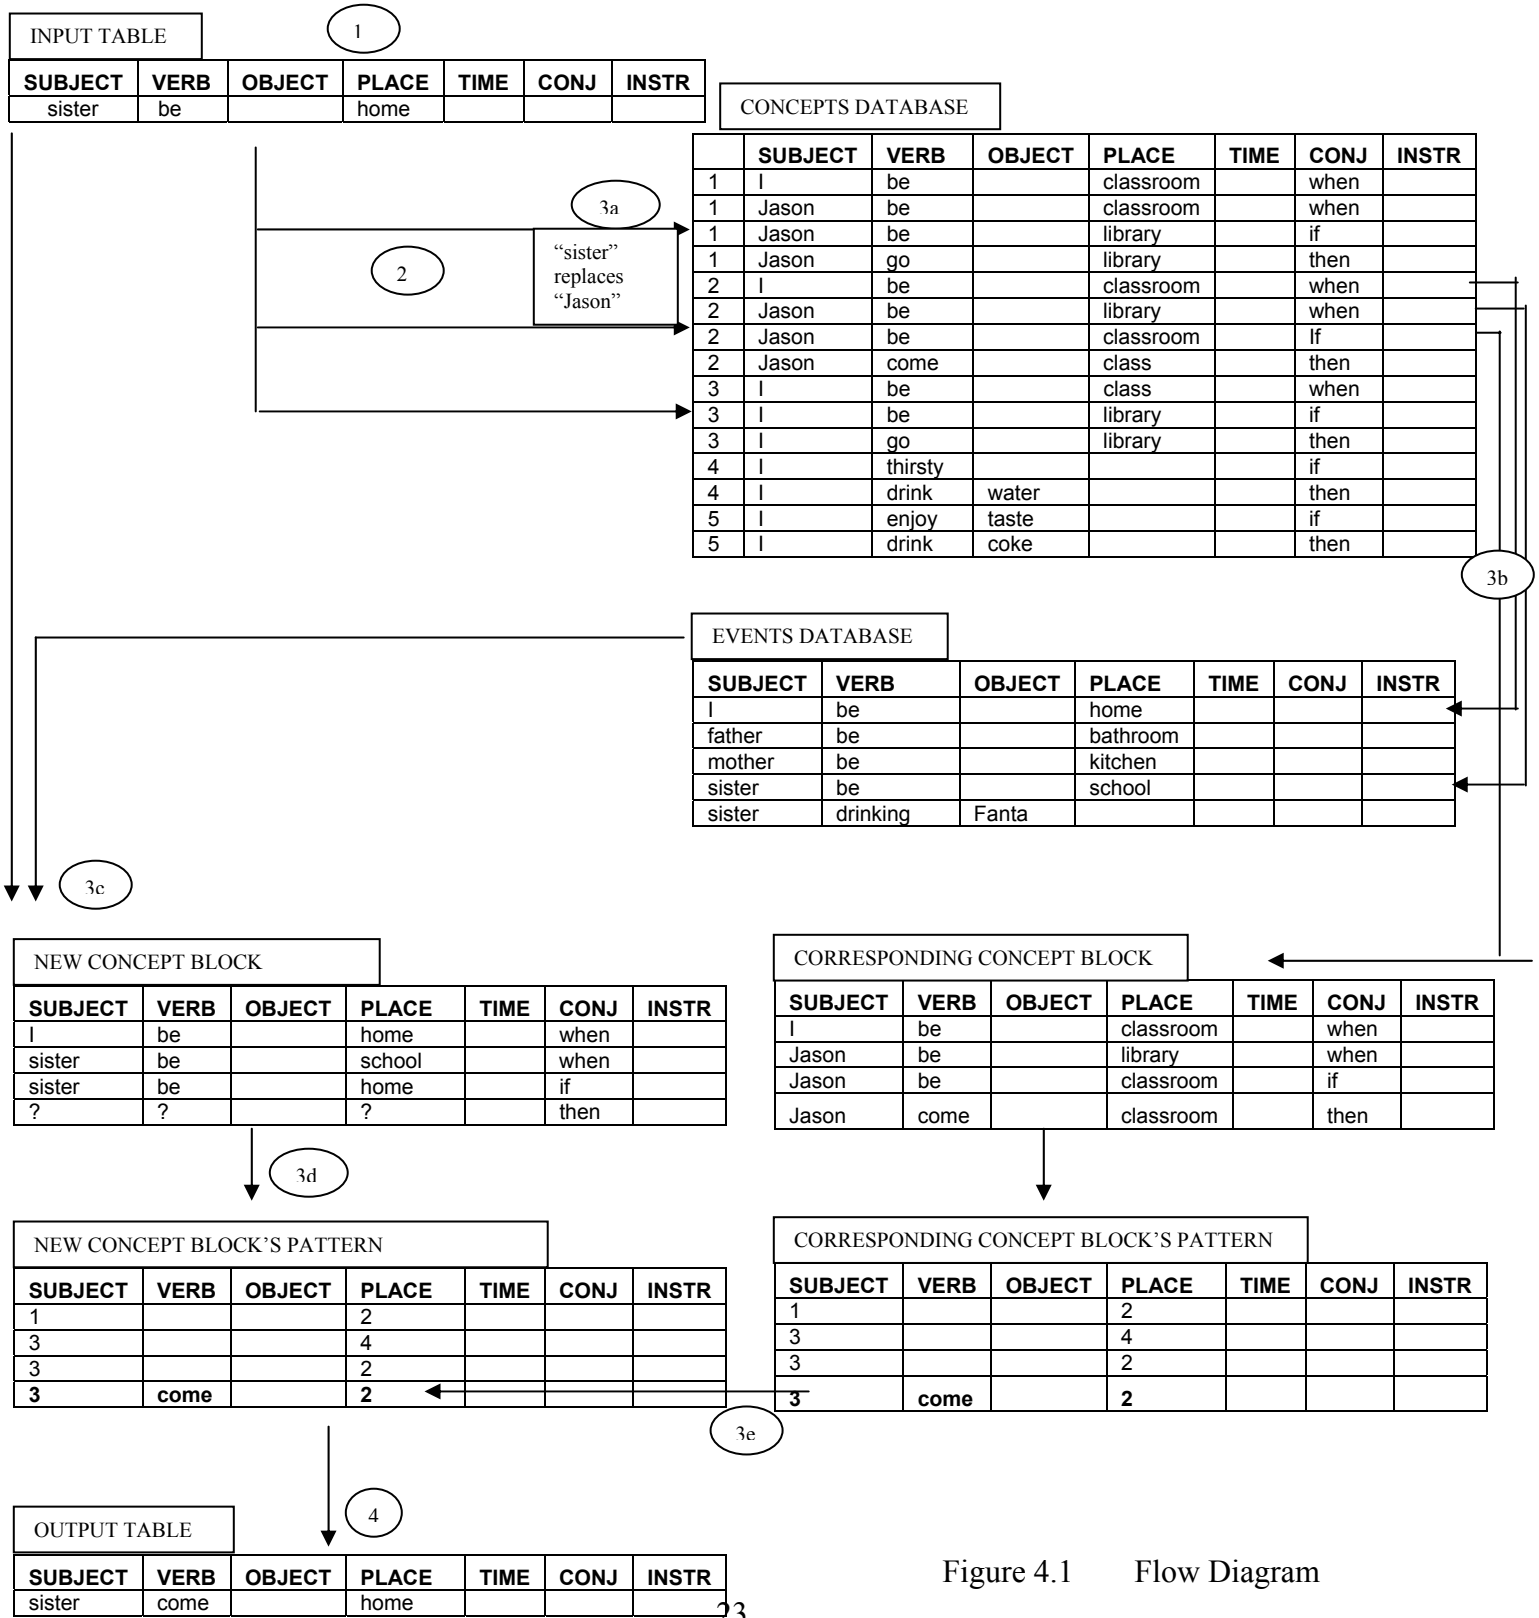 INPUT TABLE
1
SUBJECT VERB OBJECT PLACE TIME CONJ INSTR
sister be home
CONCEPTS DATABASE
SUBJECT VERB OBJECT PLACE TIME CONJ INSTR
1 I be classroom when
1 Jason be classroom when
1 Jason be library if
1 Jason go library then
2 I be classroom when
2 Jason be library when
2 Jason be classroom If
2 Jason come class then
3 I be class when
3 I be library if
3 I go library then
4 I thirsty if
4 I drink water then
5 I enjoy taste if
5 I drink coke then
3a
2
“sister”
replaces
“Jason”
3b
EVENTS DATABASE
SUBJECT VERB OBJECT PLACE TIME CONJ INSTR
I be home
father be bathroom
mother be kitchen
sister be school
sister drinking Fanta
3c
NEW CONCEPT BLOCK
SUBJECT VERB OBJECT PLACE TIME CONJ INSTR
I be home when
sister be school when
sister be home if
? ? ? then
CORRESPONDING CONCEPT BLOCK
SUBJECT VERB OBJECT PLACE TIME CONJ INSTR
I be classroom when
Jason be library when
Jason be classroom if
Jason come classroom then
3d
NEW CONCEPT BLOCK’S PATTERN
SUBJECT VERB OBJECT PLACE TIME CONJ INSTR
1 2
3 4
3 2
3 come 2
CORRESPONDING CONCEPT BLOCK’S PATTERN
SUBJECT VERB OBJECT PLACE TIME CONJ INSTR
1 2
3 4
3 2
3 come 2
3e
4
OUTPUT TABLE
SUBJECT VERB OBJECT PLACE TIME CONJ INSTR
sister come home
Figure 4.1 Flow Diagram
23